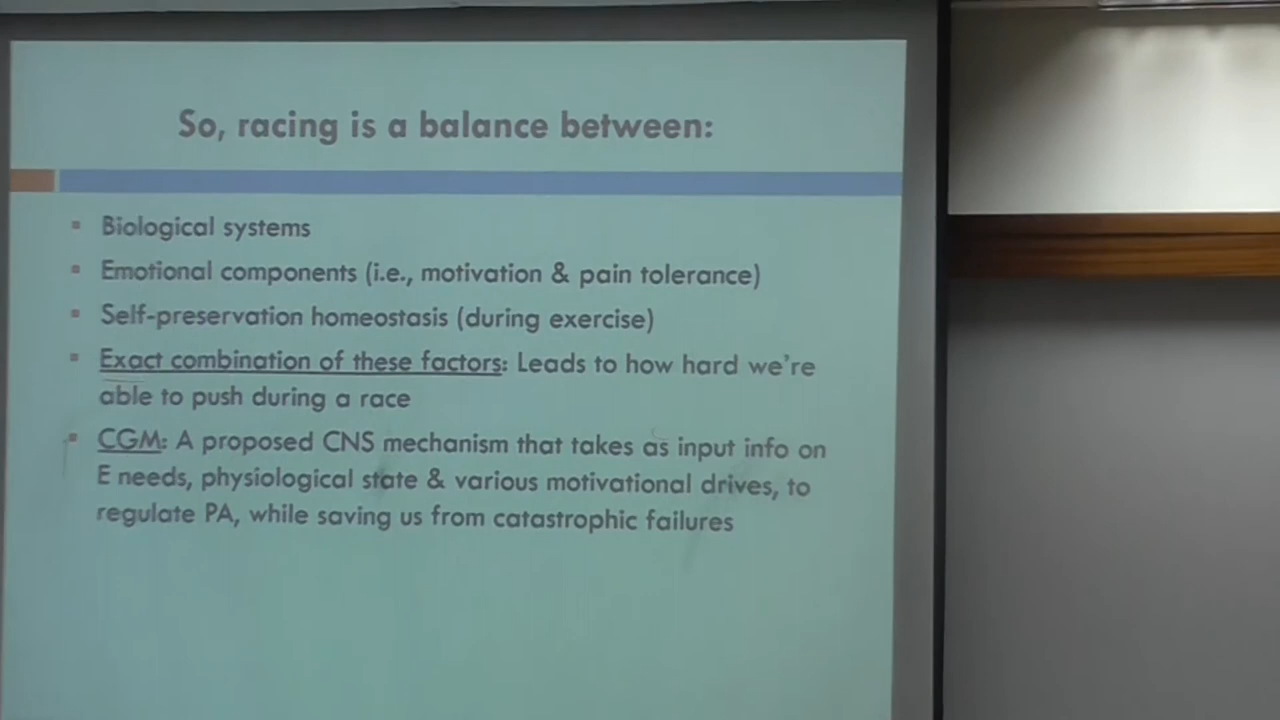 So, racing is a balance between:
Biological systems
Emotional components (i.e., motivation & pain tolerance)
Self-preservation homeostasis (during exercise)
Exact combination of these factors: Leads to how hard we're
able to push during a race
CGM: A proposed CNS mechanism that takes as input info on
E needs, physiological state & various motivational drives, to
regulate PA, while saving us from catastrophic failures